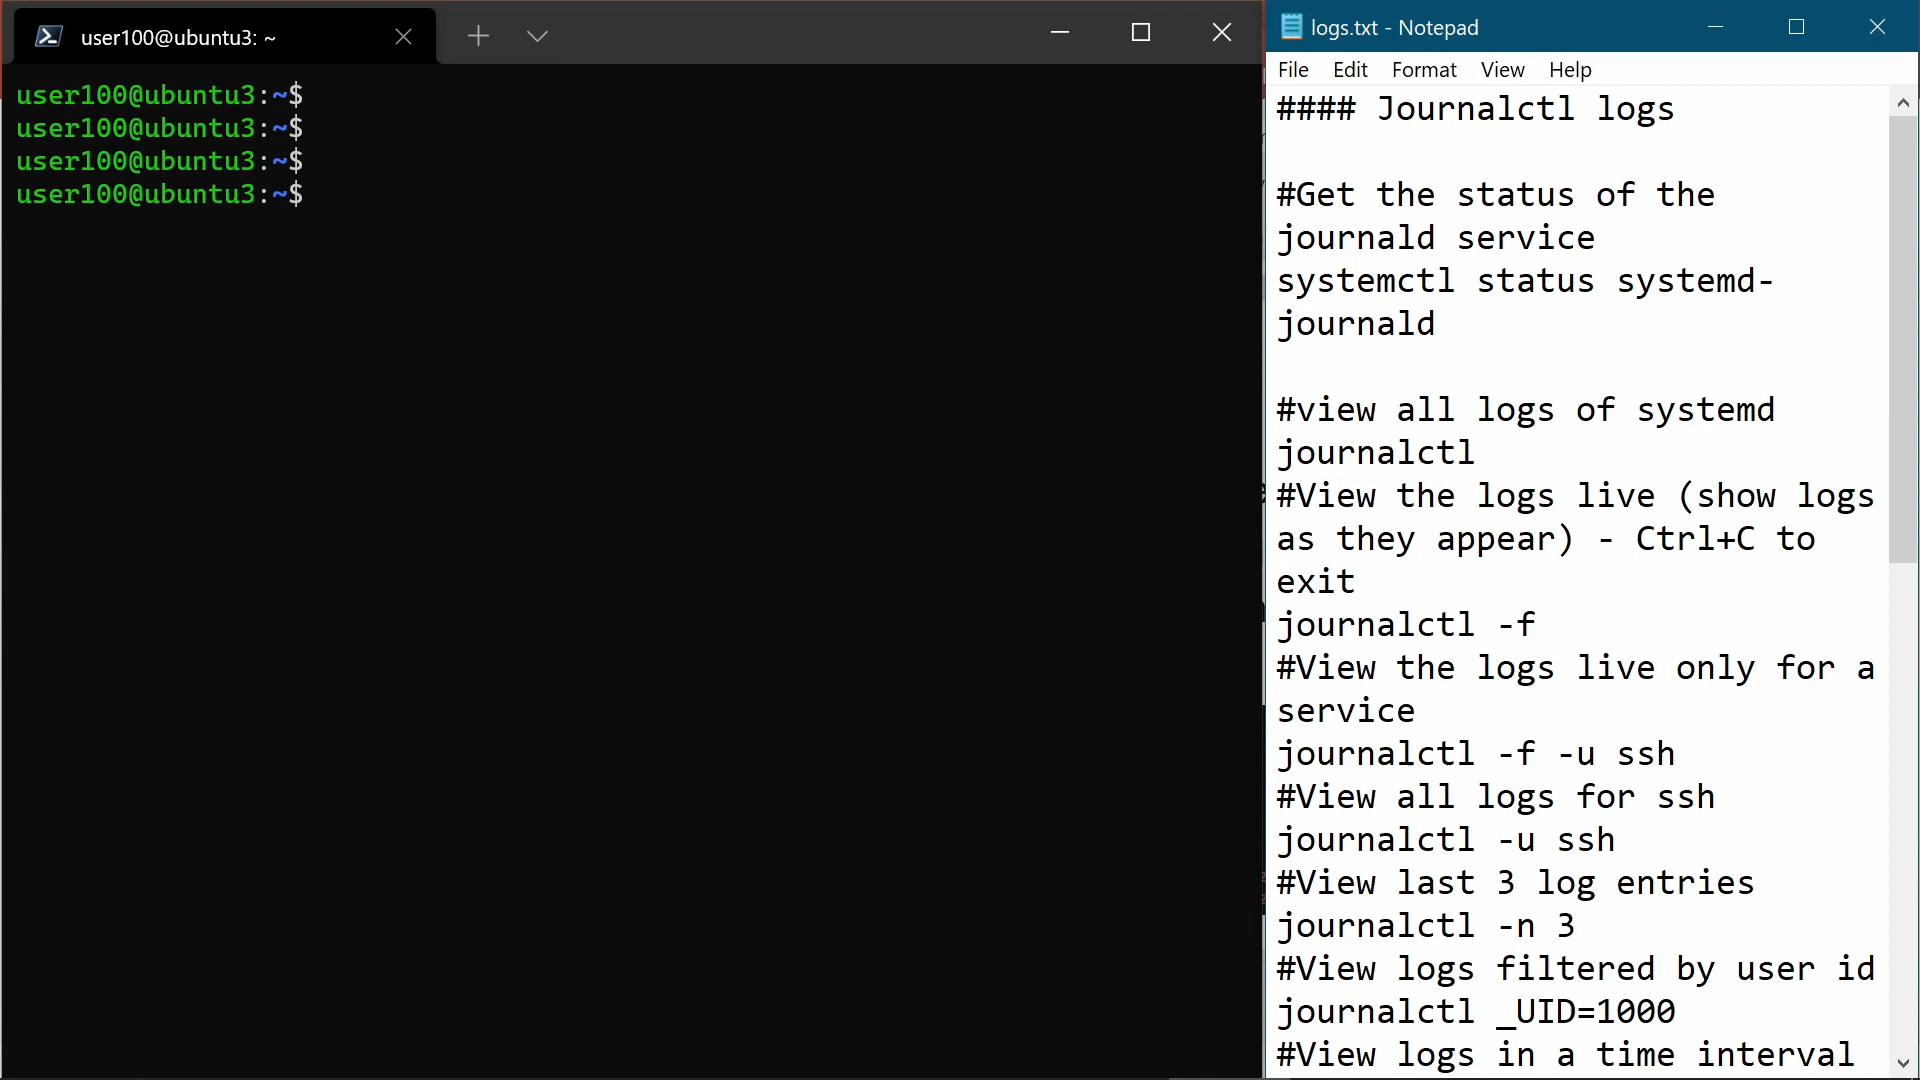 user100@ubuntu3: ~
user100@ubuntu3:~$
user100@ubuntu3:~$
user100@ubuntu3:~$
user100@ubuntu3:~$
logs.txt - Notepad
File Edit Format View Help
#### Journalctl logs
#Get the status of the
journald service
systemctl status systemd-
journald
#view all logs of systemd
journalctl
#View the logs live (show logs
as they appear) - Ctrl+C to
exit
journalctl -f
#View the logs live only for a
service
journalctl -f -u ssh
#View all logs for ssh
journalctl -u ssh
#View last 3 log entries
journalctl -n 3
#View logs filtered by user id
journalctl _UID=1000
#View logs in a time interval